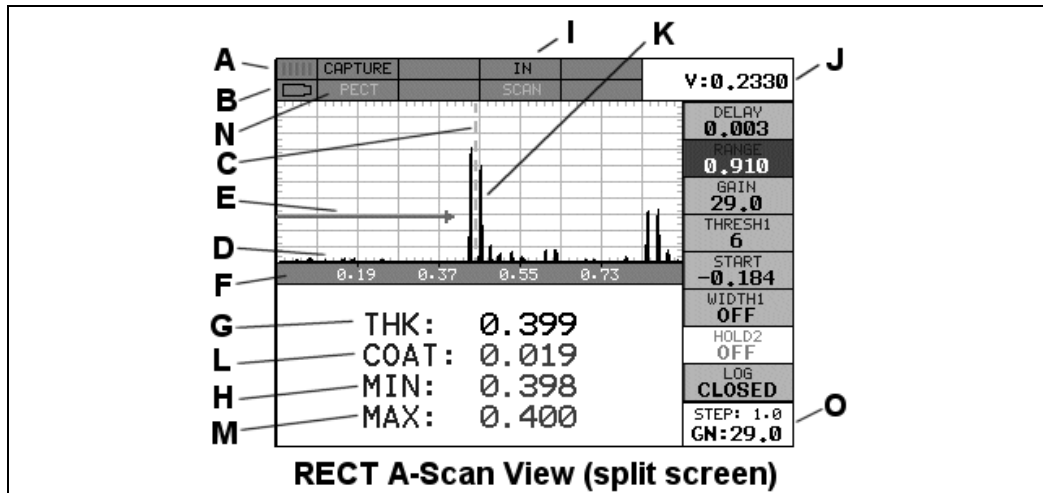 I K
A CAPTURE IN V:0.2330 J
B PECT SCAN
N
C
E
D
F 0.19 0.37 0.55 0.73
DELAY
0.003
RANGE
0.910
GAIN
29.0
THRESH1
6
START
-0.184
WIDTH1
OFF
HOLD2
OFF
LOG
CLOSED
STEP: 1.0
GN:29.0 O
G THK: 0.399
L COAT: 0.019
H MIN: 0.398
M MAX: 0.400
RECT A-Scan View (split screen)